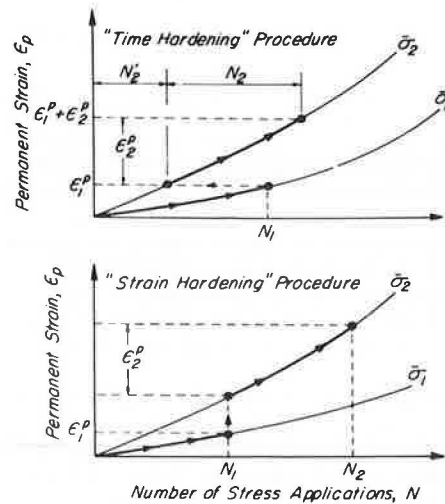 "Time Hardening" Procedure
N₂'
N₂
σ̄₂
σ̄₁
Permanent Strain, ϵp
ϵ₁ᵖ+ϵ₂ᵖ
ϵ₂ᵖ
ϵ₁ᵖ
N₁
"Strain Hardening" Procedure
σ̄₂
σ̄₁
Permanent Strain, ϵp
ϵ₂ᵖ
ϵ₁ᵖ
N₁
N₂
Number of Stress Applications, N